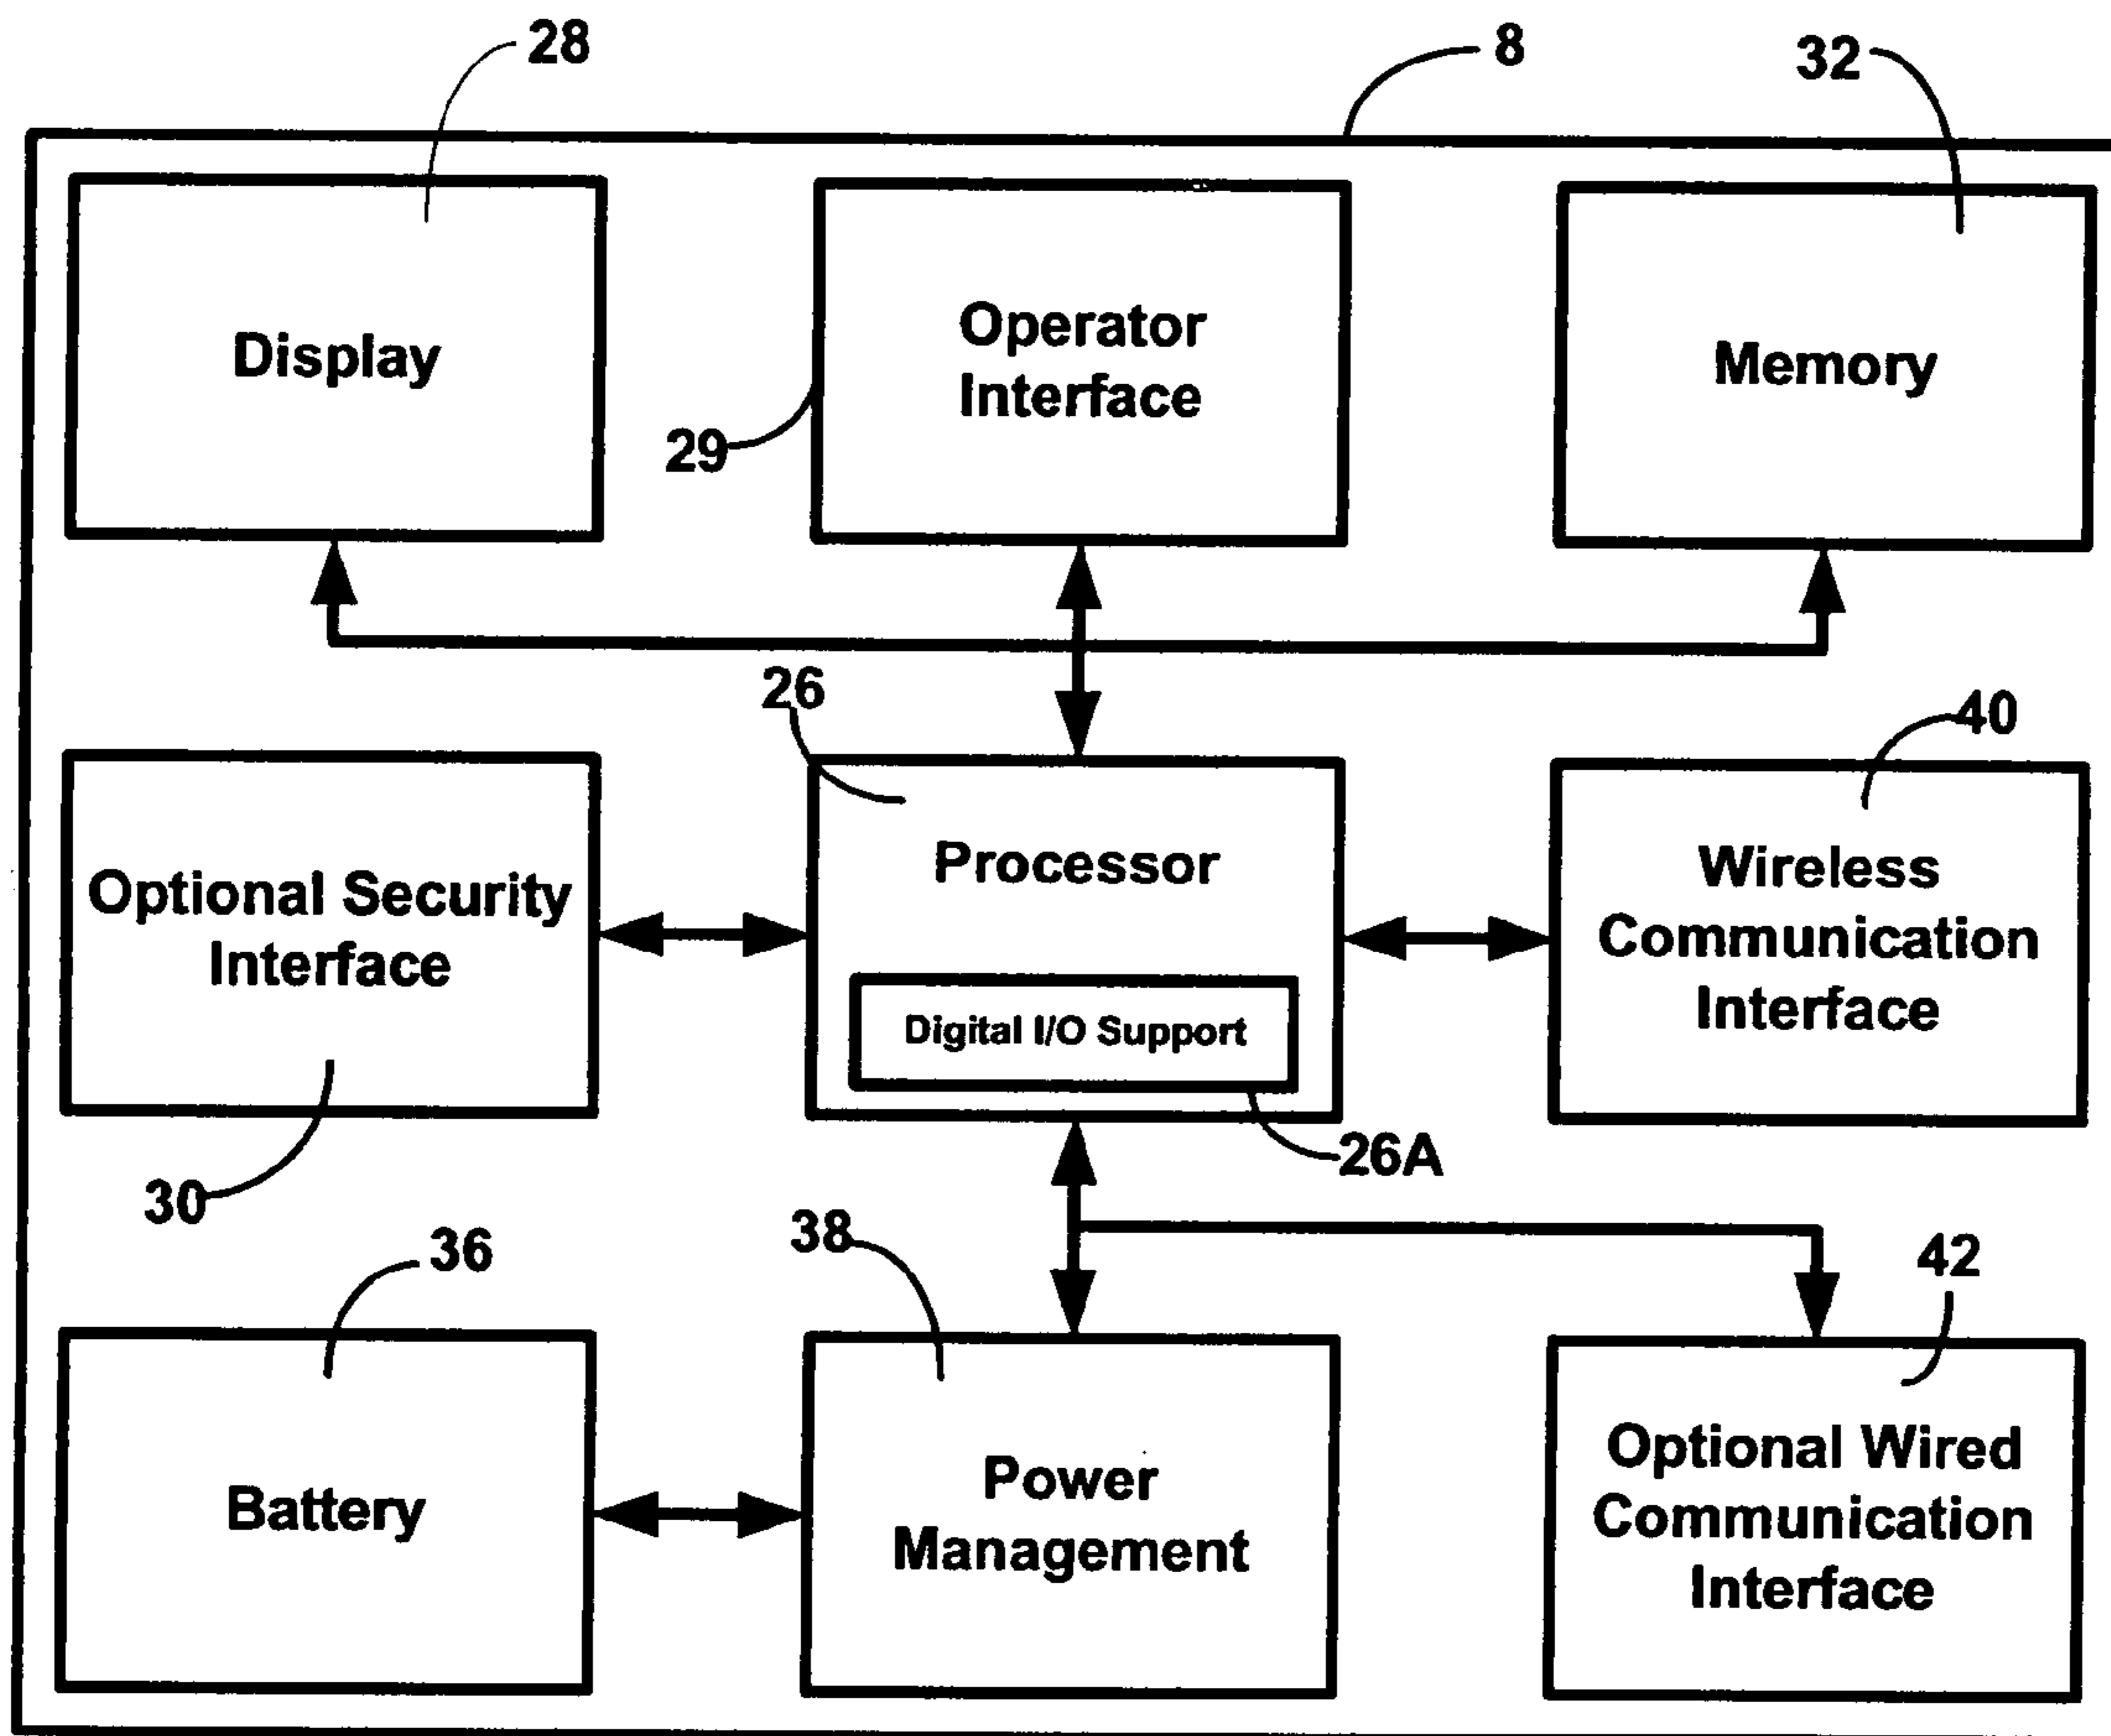 28
8
32
Display
Operator
Interface
Memory
29
26
40
Optional Security
Interface
Processor
Wireless
Communication
Interface
Digital I/O Support
26A
30
36
38
42
Battery
Power
Management
Optional Wired
Communication
Interface